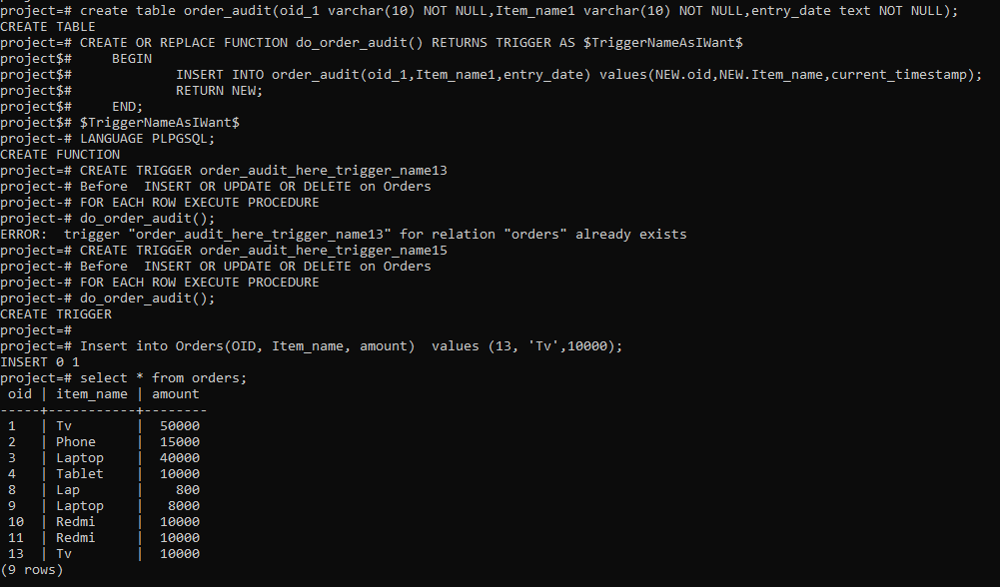 project=# create table order_audit(oid_1 varchar(10) NOT NULL,Item_name1 varchar(10) NOT NULL,entry_date text NOT NULL);
CREATE TABLE
project=# CREATE OR REPLACE FUNCTION do_order_audit() RETURNS TRIGGER AS $TriggerNameAsIWant$
project$#     BEGIN
project$#             INSERT INTO order_audit(oid_1,Item_name1,entry_date) values(NEW.oid,NEW.Item_name,current_timestamp);
project$#             RETURN NEW;
project$#     END;
project$# $TriggerNameAsIWant$
project-# LANGUAGE PLPGSQL;
CREATE FUNCTION
project=# CREATE TRIGGER order_audit_here_trigger_name13
project-# Before  INSERT OR UPDATE OR DELETE on Orders
project-# FOR EACH ROW EXECUTE PROCEDURE
project-# do_order_audit();
ERROR:  trigger "order_audit_here_trigger_name13" for relation "orders" already exists
project=# CREATE TRIGGER order_audit_here_trigger_name15
project-# Before  INSERT OR UPDATE OR DELETE on Orders
project-# FOR EACH ROW EXECUTE PROCEDURE
project-# do_order_audit();
CREATE TRIGGER
project=#
project=# Insert into Orders(OID, Item_name, amount)  values (13, 'Tv',10000);
INSERT 0 1
project=# select * from orders;
 oid | item_name | amount
-----+-----------+--------
 1   | Tv        |  50000
 2   | Phone     |  15000
 3   | Laptop    |  40000
 4   | Tablet    |  10000
 8   | Lap       |    800
 9   | Laptop    |   8000
 10  | Redmi     |  10000
 11  | Redmi     |  10000
 13  | Tv        |  10000
(9 rows)